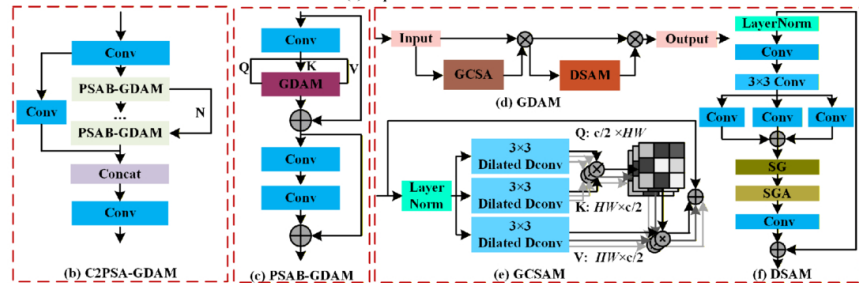 Conv
PSAB-GDAM
Conv
...
N
PSAB-GDAM
Concat
Conv
(b) C2PSA-GDAM
Conv
Q
K
V
GDAM
Conv
Conv
(c) PSAB-GDAM
Input
Output
GCSA
DSAM
(d) GDAM
Q: c/2 ×HW
3×3
Dilated Dconv
Layer
Norm
3×3
Dilated Dconv
K: HW×c/2
3×3
Dilated Dconv
V: HW×c/2
(e) GCSAM
LayerNorm
Conv
3×3 Conv
Conv
Conv
Conv
SG
SGA
Conv
(f) DSAM